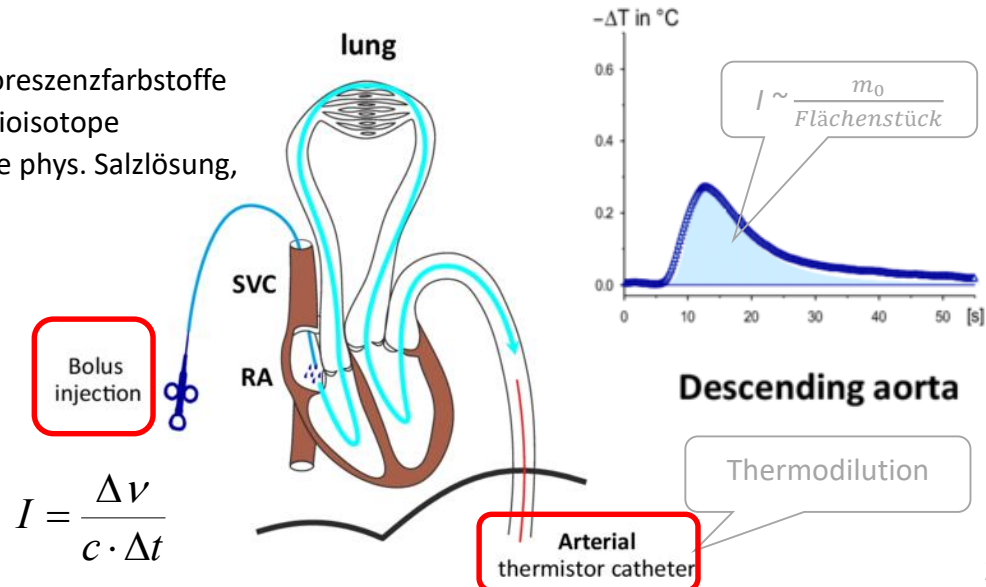 lung
oreszenzfarbstoffe
ioisotope
e phys. Salzlösung,
SVC
RA
Bolus
injection
I = Δν / (c · Δt)
−ΔT in °C
0.6
0.4
0.2
0.0
0 10 20 30 40 50 [s]
I ~ m₀ / Flächenstück
Descending aorta
Thermodilution
Arterial
thermistor catheter